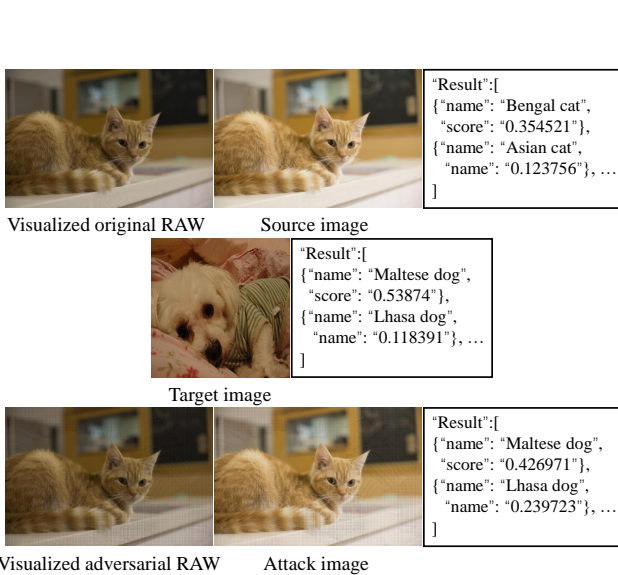 “Result”:[
{“name”: “Bengal cat”,
“score”: “0.354521”},
{“name”: “Asian cat”,
“name”: “0.123756”}, …
]
Visualized original RAW Source image
“Result”:[
{“name”: “Maltese dog”,
“score”: “0.53874”},
{“name”: “Lhasa dog”,
“name”: “0.118391”}, …
]
Target image
“Result”:[
{“name”: “Maltese dog”,
“score”: “0.426971”},
{“name”: “Lhasa dog”,
“name”: “0.239723”}, …
]
Visualized adversarial RAW Attack image